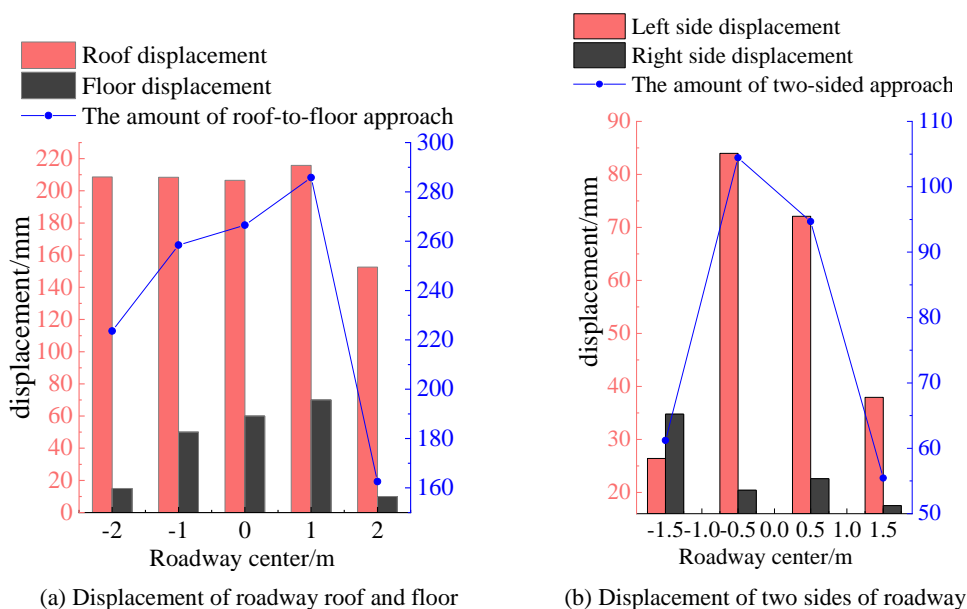 Roof displacement
Floor displacement
The amount of roof-to-floor approach
displacement/mm
220
200
180
160
140
120
100
80
60
40
20
0
300
280
260
240
220
200
180
160
-2 -1 0 1 2
Roadway center/m
(a) Displacement of roadway roof and floor
Left side displacement
Right side displacement
The amount of two-sided approach
displacement/mm
90
80
70
60
50
40
30
20
110
100
90
80
70
60
50
-1.5 -1.0 -0.5 0.0 0.5 1.0 1.5
Roadway center/m
(b) Displacement of two sides of roadway